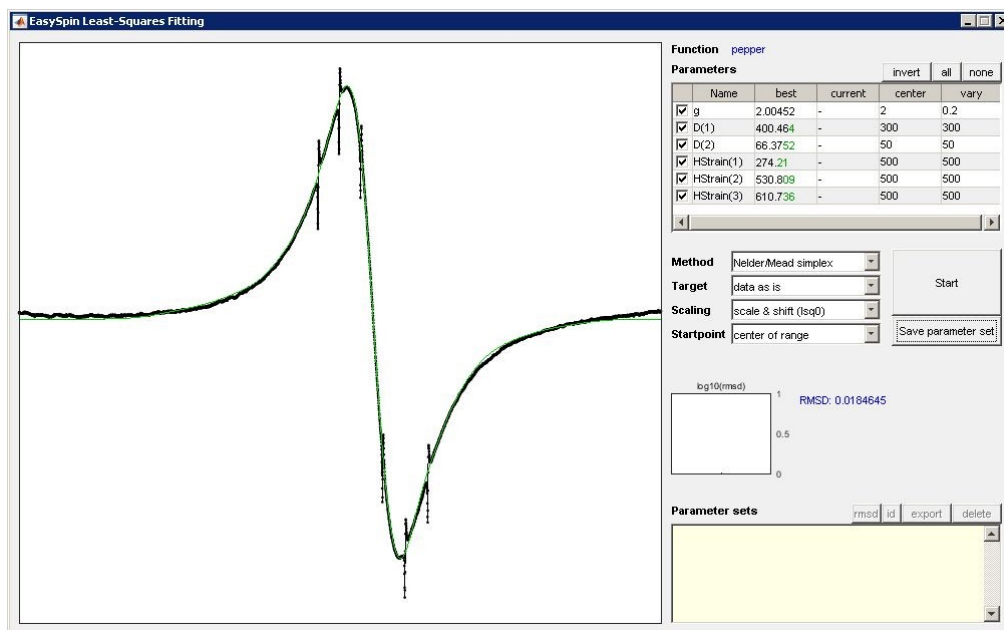 EasySpin Least-Squares Fitting
Function pepper
Parameters invert all none
Name best current center vary
g 2.00452 - 2 0.2
D(1) 400.464 - 300 300
D(2) 66.3752 - 50 50
HStrain(1) 274.21 - 500 500
HStrain(2) 530.809 - 500 500
HStrain(3) 610.736 - 500 500
Method Nelder/Mead simplex
Target data as is
Scaling scale & shift (lsq0)
Startpoint center of range
Start
Save parameter set
log10(rmsd)
1
0.5
0
RMSD: 0.0184645
Parameter sets rmsd id export delete